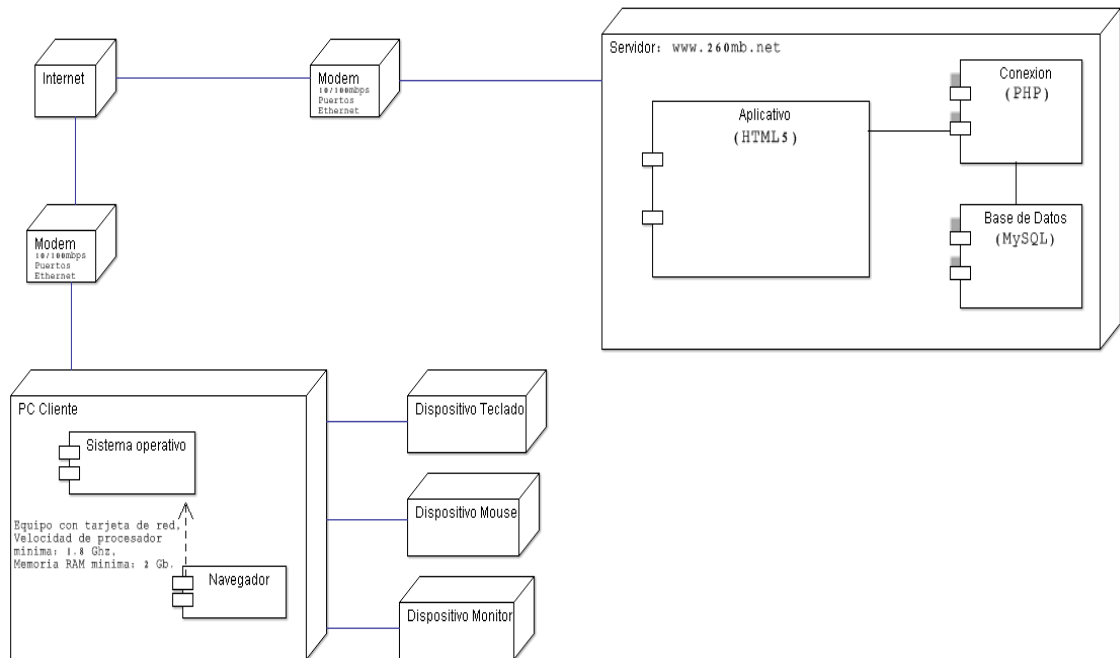 Internet
Modem
10/100mbps
Puertos
Ethernet
Servidor: www.260mb.net
Aplicativo
(HTML5)
Conexion
(PHP)
Base de Datos
(MySQL)
Modem
10/100mbps
Puertos
Ethernet
PC Cliente
Sistema operativo
Equipo con tarjeta de red,
Velocidad de procesador
minima: 1.8 Ghz,
Memoria RAM minima: 2 Gb.
Navegador
Dispositivo Teclado
Dispositivo Mouse
Dispositivo Monitor